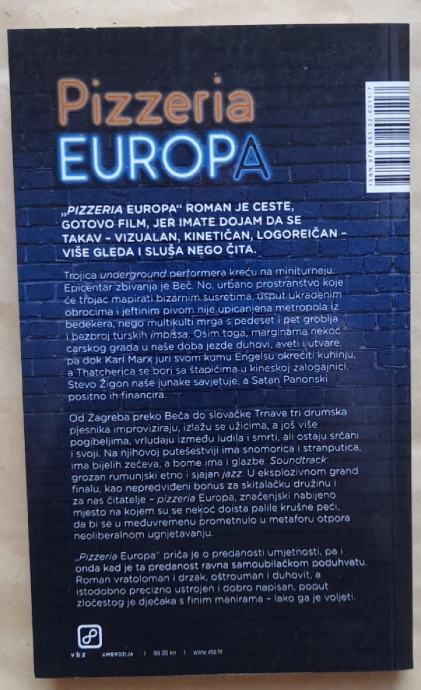 Pizzeria
EUROPA
„PIZZERIA EUROPA“ ROMAN JE CESTE,
GOTOVO FILM, JER IMATE DOJAM DA SE
TAKAV – VIZUALAN, KINETIČAN, LOGOREIČAN –
VIŠE GLEDA I SLUŠA NEGO ČITA.
Trojica underground performera kreću na miniturneju.
Epicentar zbivanja je Beč. No, urbano prostranstvo koje
će trojac mapirati bizarnim susretima, usput ukradenim
obrocima i jeftinim pivom nije upicanjena metropola iz
bedekera, nego multikulti mrga s pedeset i pet groblja
i bezbroj turskih imbissa. Osim toga, marginama nekoć
carskog grada u naše doba jezde duhovi, aveti i utvare,
pa dok Karl Marx juri svom kumu Engelsu okrečiti kuhinju,
a Thatcherica se bori sa štapićima u kineskoj zalogajnici,
Stevo Žigon naše junake savjetuje, a Satan Panonski
positno ih financira.
Od Zagreba preko Beča do slovačke Trnave tri drumska
pjesnika improviziraju, izlažu se užicima, a još više
pogibeljima, vrludaju između ludila i smrti, ali ostaju srčani
i svoji. Na njihovoj putešestviji ima snomorica i stranputica,
ima bijelih zečeva, a bome ima i glazbe. Soundtrack:
grozan rumunjski etno i sjajan jazz. U eksplozivnom grand
finalu, kao nepredviđeni bonus za skitalačku družinu i
za nas čitatelje – pizzeria Europa, značenjski nabijeno
mjesto na kojem su se nekoć doista palile krušne peći,
da bi se u međuvremenu prometnulo u metaforu otpora
neoliberalnom ugnjetavanju.
„Pizzeria Europa” priča je o predanosti umjetnosti, pa i
onda kad je ta predanost ravna samoubilačkom poduhvatu.
Roman vratoloman i drzak, oštrouman i duhovit, a
istodobno precizno ustrojen i dobro napisan, poput
zločestog je dječaka s finim manirama – lako ga je voljeti.
vbz
AMBROZIJA | 99,00 kn | www.vbz.hr